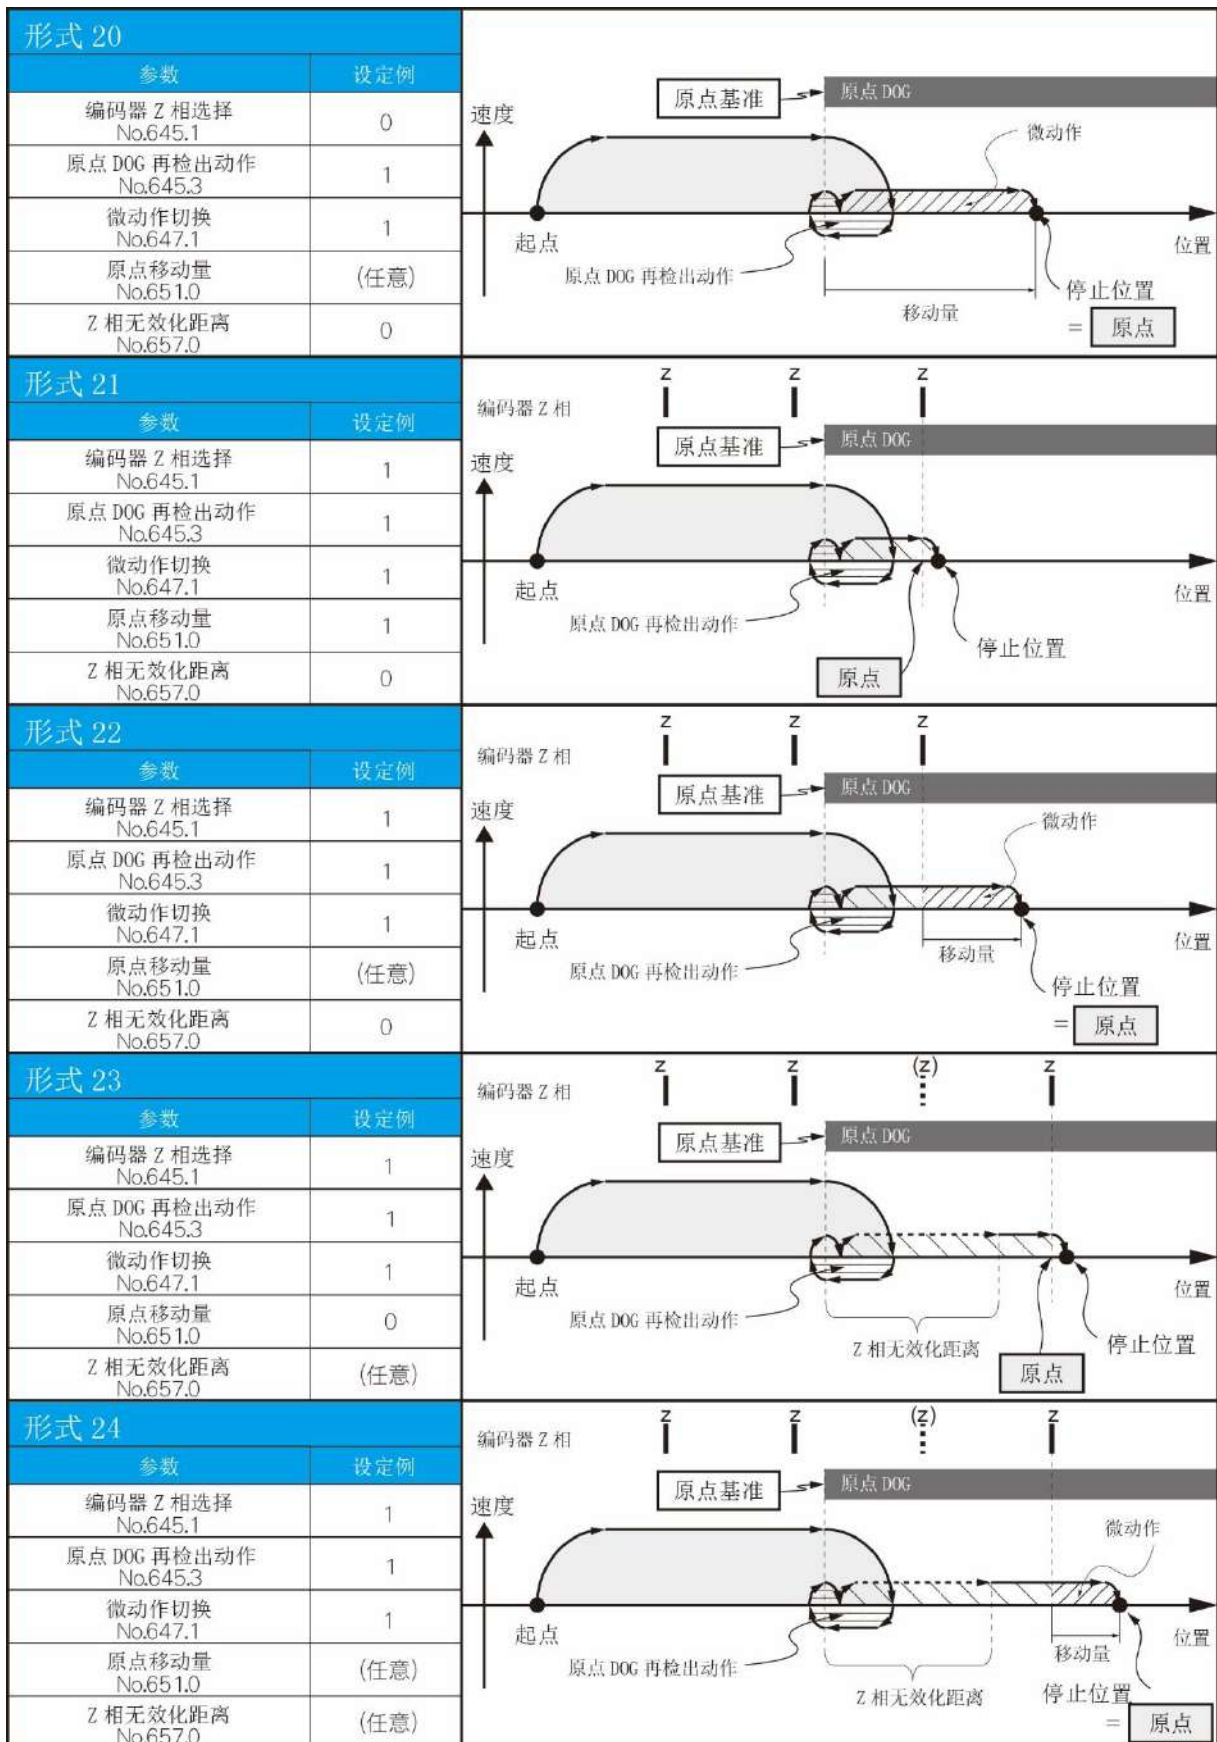 形式 20
参数 设定例
编码器 Z 相选择
No.645.1
0
原点 DOG 再检出动作
No.645.3
1
微动作切换
No.647.1
1
原点移动量
No.651.0
(任意)
Z 相无效化距离
No.657.0
0
原点基准
原点 DOG
速度
微动作
起点
位置
原点 DOG 再检出动作
移动量
停止位置
= 原点
形式 21
参数 设定例
编码器 Z 相选择
No.645.1
1
原点 DOG 再检出动作
No.645.3
1
微动作切换
No.647.1
1
原点移动量
No.651.0
1
Z 相无效化距离
No.657.0
0
Z Z Z
编码器 Z 相
原点基准
原点 DOG
速度
起点
位置
原点 DOG 再检出动作
停止位置
原点
形式 22
参数 设定例
编码器 Z 相选择
No.645.1
1
原点 DOG 再检出动作
No.645.3
1
微动作切换
No.647.1
1
原点移动量
No.651.0
(任意)
Z 相无效化距离
No.657.0
0
Z Z Z
编码器 Z 相
原点基准
原点 DOG
速度
微动作
起点
位置
移动量
原点 DOG 再检出动作
停止位置
= 原点
形式 23
参数 设定例
编码器 Z 相选择
No.645.1
1
原点 DOG 再检出动作
No.645.3
1
微动作切换
No.647.1
1
原点移动量
No.651.0
0
Z 相无效化距离
No.657.0
(任意)
Z Z (Z) Z
编码器 Z 相
原点基准
原点 DOG
速度
起点
位置
原点 DOG 再检出动作
Z 相无效化距离
停止位置
原点
形式 24
参数 设定例
编码器 Z 相选择
No.645.1
1
原点 DOG 再检出动作
No.645.3
1
微动作切换
No.647.1
1
原点移动量
No.651.0
(任意)
Z 相无效化距离
No.657.0
(任意)
Z Z (Z) Z
编码器 Z 相
原点基准
原点 DOG
速度
微动作
起点
位置
移动量
原点 DOG 再检出动作
Z 相无效化距离
停止位置
= 原点